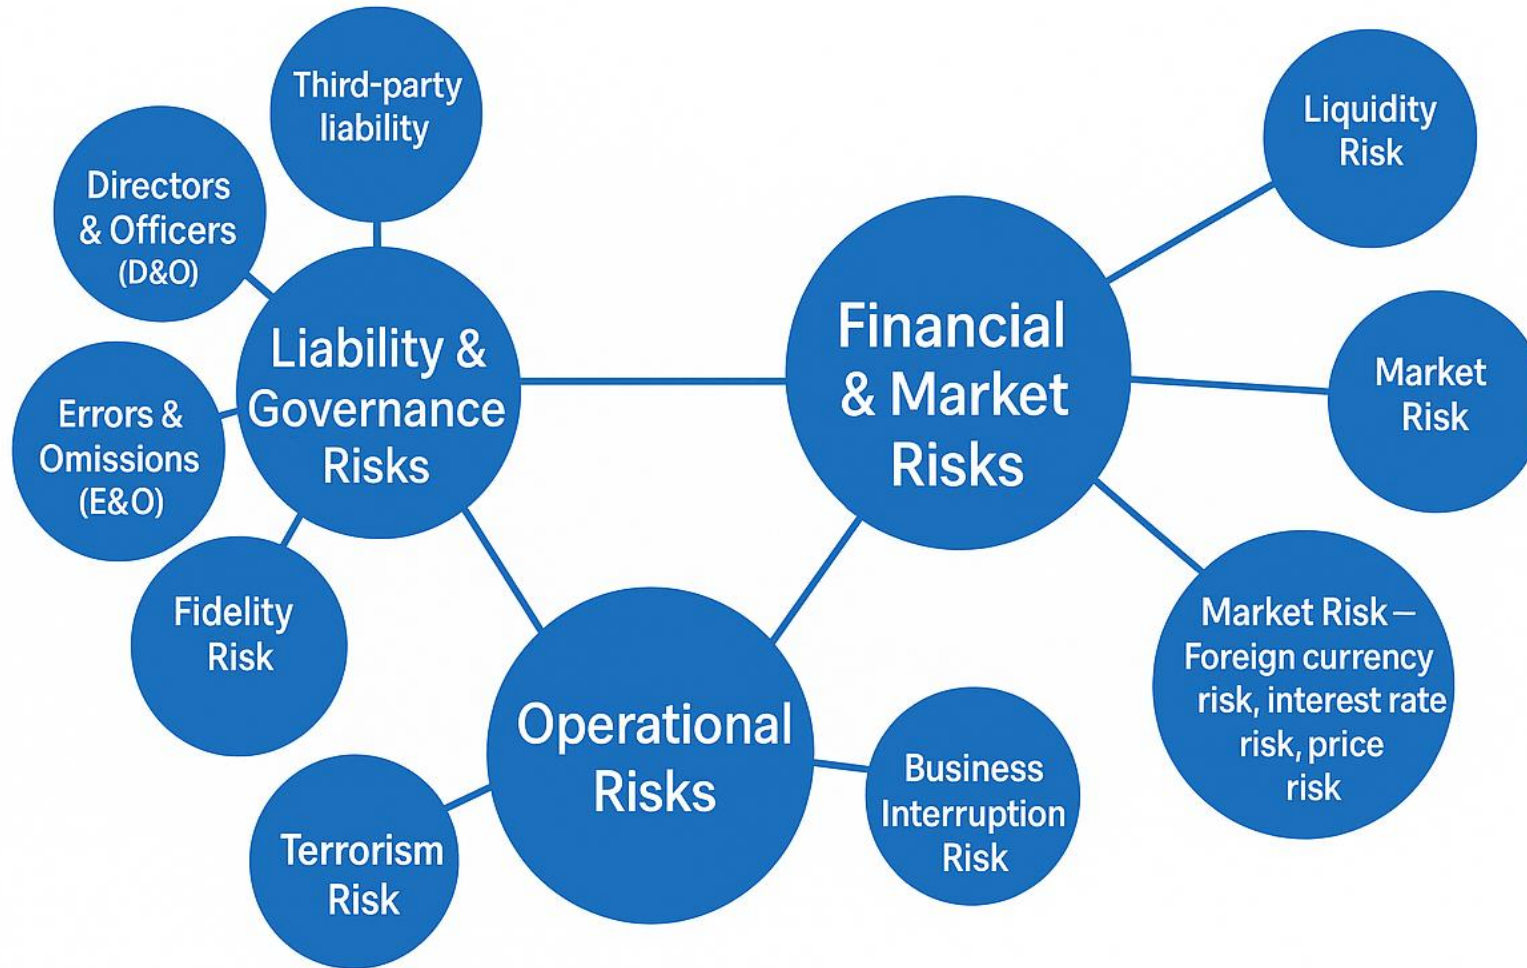 Third-party
liability
Directors
& Officers
(D&O)
Liability &
Governance
Risks
Errors &
Omissions
(E&O)
Fidelity
Risk
Financial
& Market
Risks
Liquidity
Risk
Market
Risk
Market Risk –
Foreign currency
risk, interest rate
risk, price
risk
Operational
Risks
Terrorism
Risk
Business
Interruption
Risk